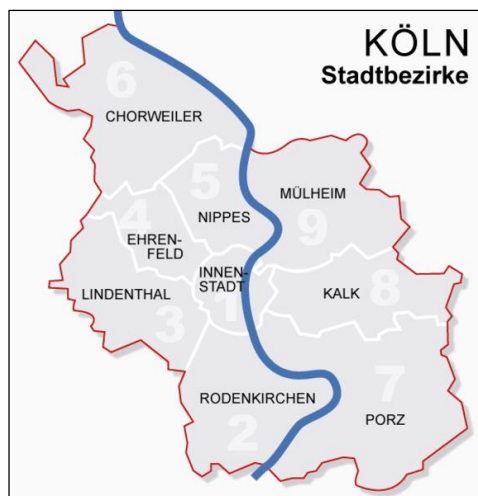 KÖLN
Stadtbezirke
6
CHORWEILER
5
NIPPES
MÜLHEIM
9
4
EHREN-
FELD
INNEN-
STADT
1
LINDENTHAL
3
KALK
8
RODENKIRCHEN
2
7
PORZ